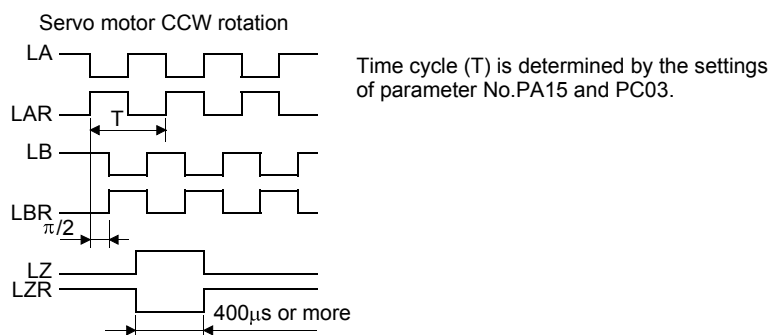 Servo motor CCW rotation
LA
Time cycle (T) is determined by the settings
of parameter No.PA15 and PC03.
LAR
T
LB
LBR
π/2
LZ
LZR
400μs or more